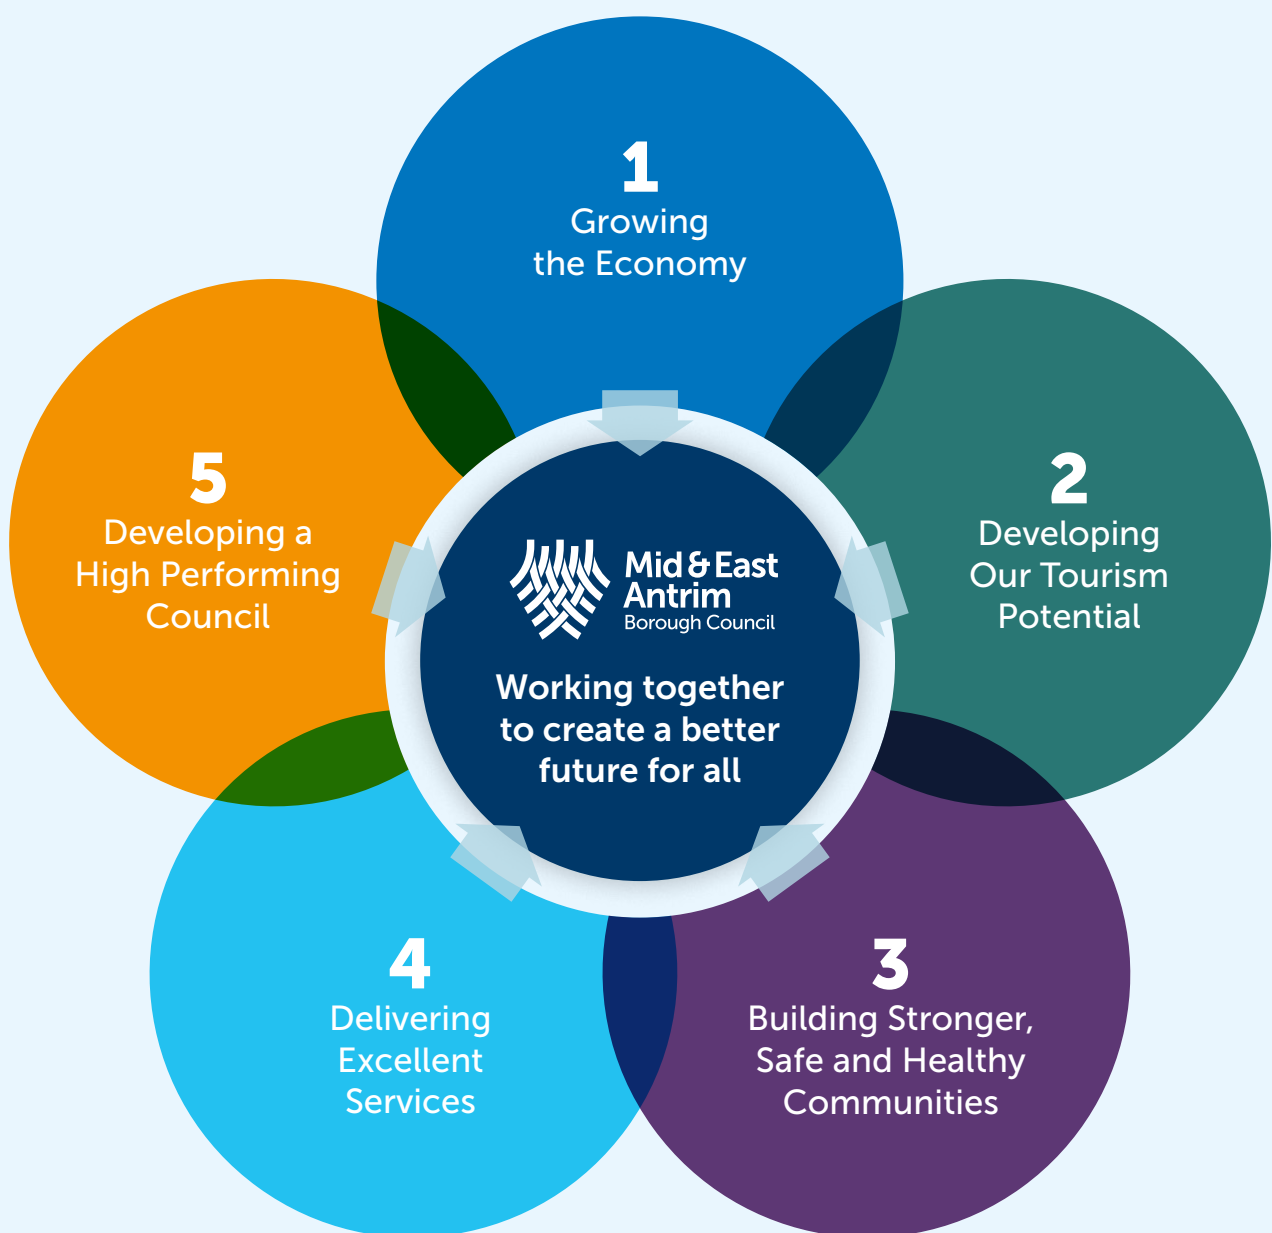 1
Growing
the Economy
2
Developing
Our Tourism
Potential
3
Building Stronger,
Safe and Healthy
Communities
4
Delivering
Excellent
Services
5
Developing a
High Performing
Council
Mid & East
Antrim
Borough Council
Working together
to create a better
future for all